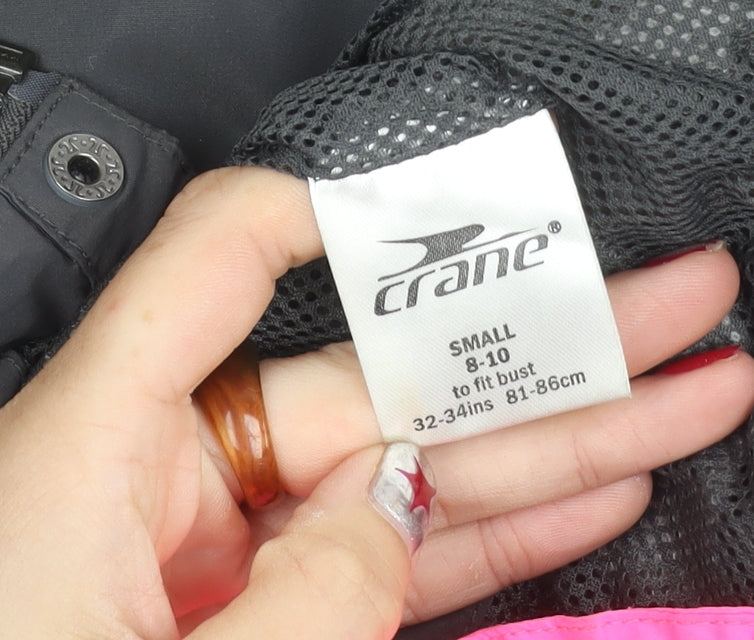 crane®
SMALL
8-10
to fit bust
32-34ins 81-86cm